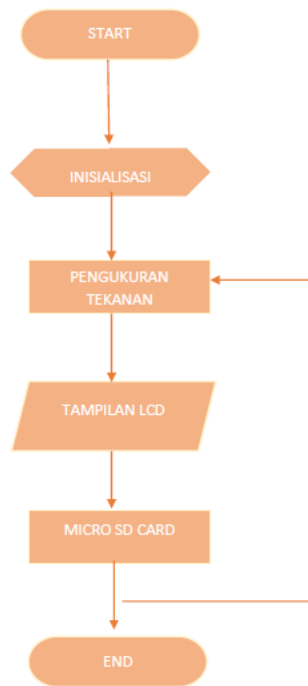 START
INISIALISASI
PENGUKURAN
TEKANAN
TAMPILAN LCD
MICRO SD CARD
END